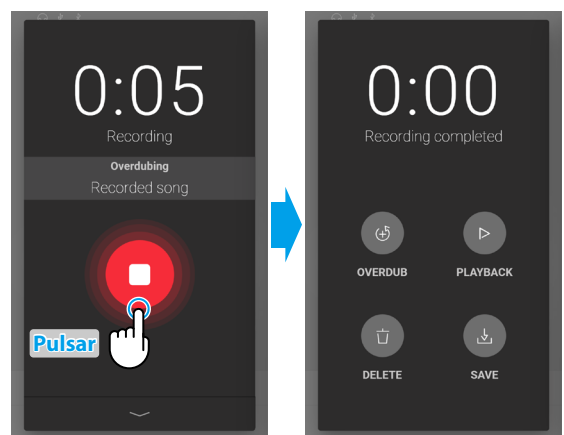 0:05
Recording
Overdubing
Recorded song
Pulsar
0:00
Recording completed
OVERDUB
PLAYBACK
DELETE
SAVE